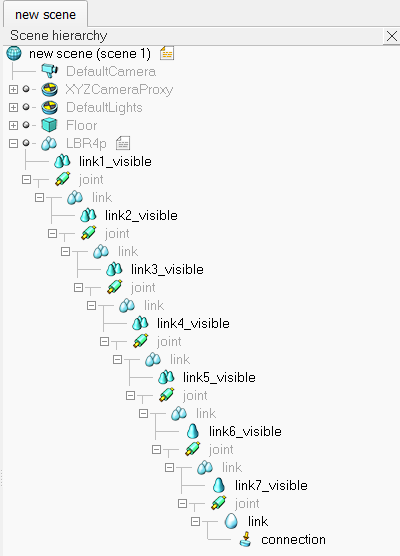 new scene
Scene hierarchy
new scene (scene 1)
DefaultCamera
XYZCameraProxy
DefaultLights
Floor
LBR4p
link1_visible
joint
link
link2_visible
joint
link
link3_visible
joint
link
link4_visible
joint
link
link5_visible
joint
link
link6_visible
joint
link
link7_visible
joint
link
connection